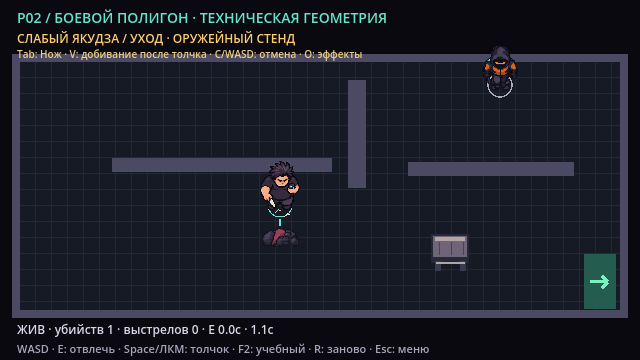 P02 / БОЕВОЙ ПОЛИГОН · ТЕХНИЧЕСКАЯ ГЕОМЕТРИЯ
СЛАБЫЙ ЯКУДЗА / УХОД · ОРУЖЕЙНЫЙ СТЕНД
Tab: Нож · V: добивание после толчка · C/WASD: отмена · O: эффекты
ЖИВ · убийств 1 · выстрелов 0 · E 0.0с · 1.1с
WASD · E: отвлечь · Space/ЛКМ: толчок · F2: учебный · R: заново · Esc: меню